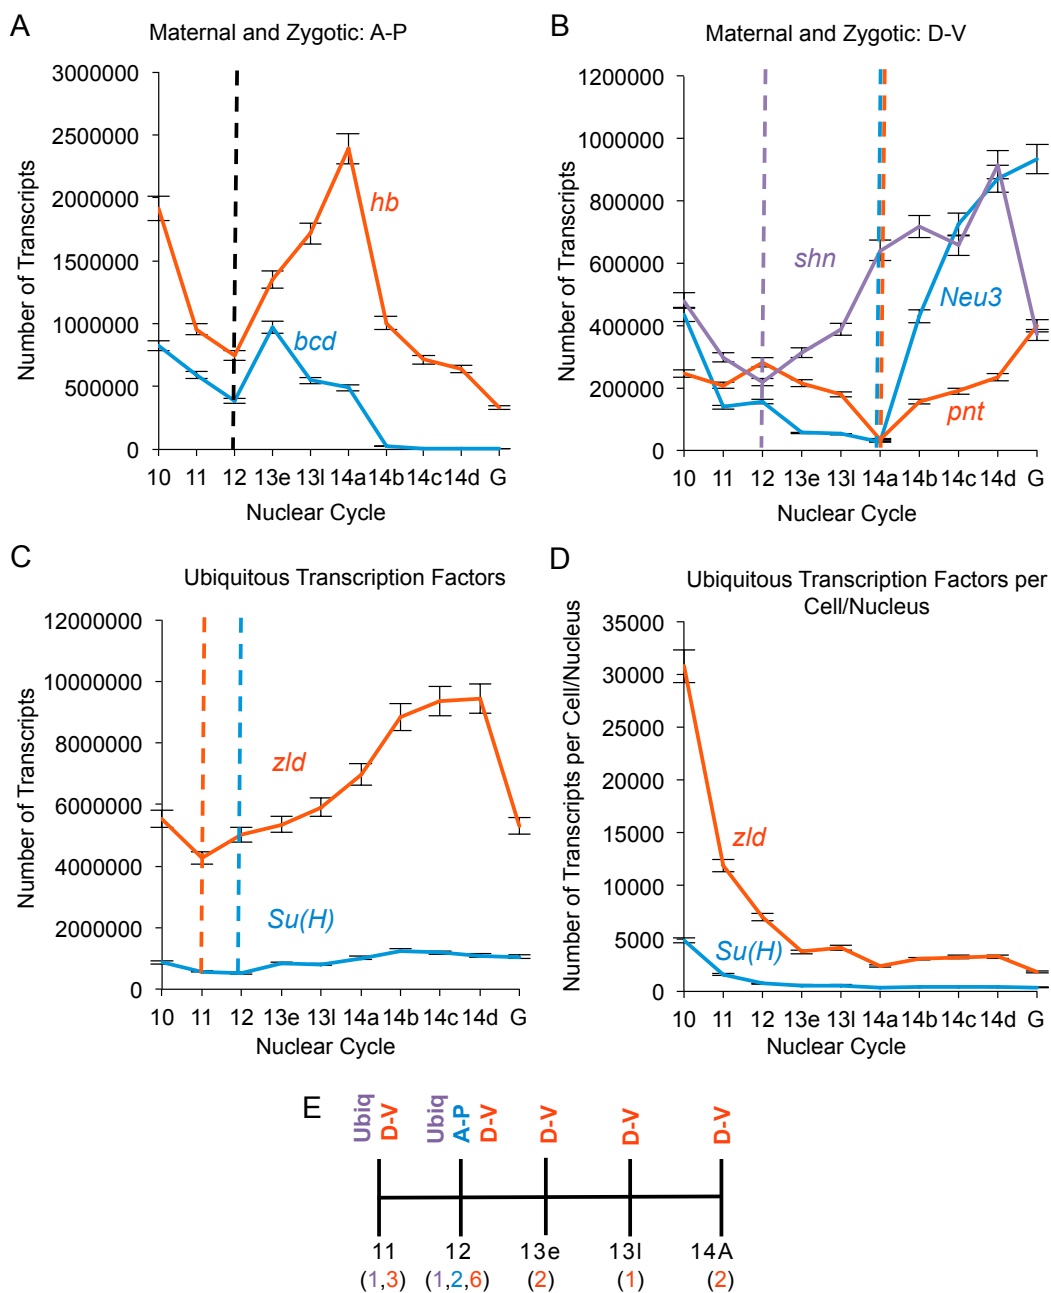 A
Maternal and Zygotic: A-P
Number of Transcripts
3000000
2500000
2000000
1500000
1000000
500000
0
hb
bcd
10 11 12 13e 13l 14a 14b 14c 14d G
Nuclear Cycle
B
Maternal and Zygotic: D-V
Number of Transcripts
1200000
1000000
800000
600000
400000
200000
0
shn
Neu3
pnt
10 11 12 13e 13l 14a 14b 14c 14d G
Nuclear Cycle
C
Ubiquitous Transcription Factors
Number of Transcripts
12000000
10000000
8000000
6000000
4000000
2000000
0
zld
Su(H)
10 11 12 13e 13l 14a 14b 14c 14d G
Nuclear Cycle
D
Ubiquitous Transcription Factors per
Cell/Nucleus
Number of Transcripts per Cell/Nucleus
35000
30000
25000
20000
15000
10000
5000
0
zld
Su(H)
10 11 12 13e 13l 14a 14b 14c 14d G
Nuclear Cycle
E
Ubiq
D-V
Ubiq
A-P
D-V
D-V
D-V
D-V
11 12 13e 13l 14A
(1,3) (1,2,6) (2) (1) (2)